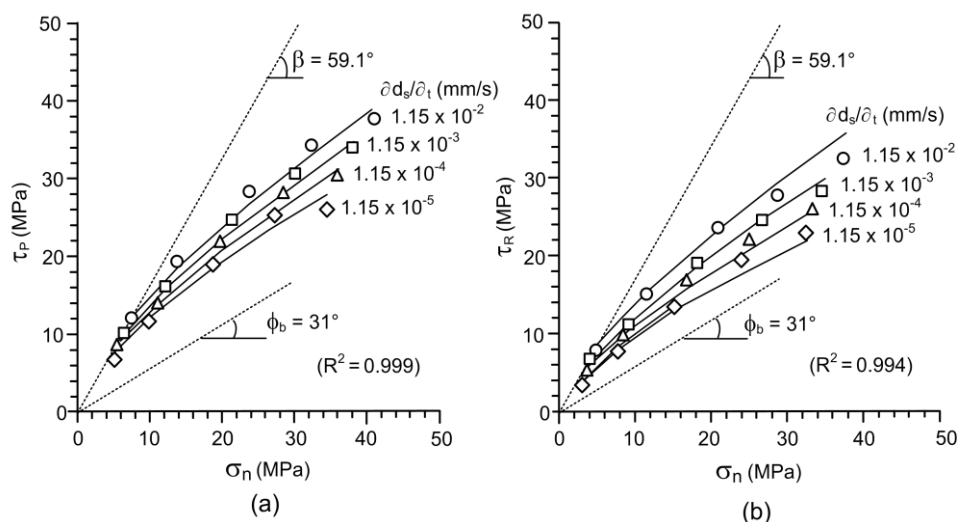 50
40
30
20
10
0
τP (MPa)
β = 59.1°
∂ds/∂t (mm/s)
1.15 x 10-2
1.15 x 10-3
1.15 x 10-4
1.15 x 10-5
ϕb = 31°
(R2 = 0.999)
0 10 20 30 40 50
σn (MPa)
(a)
50
40
30
20
10
0
τR (MPa)
β = 59.1°
∂ds/∂t (mm/s)
1.15 x 10-2
1.15 x 10-3
1.15 x 10-4
1.15 x 10-5
ϕb = 31°
(R2 = 0.994)
0 10 20 30 40 50
σn (MPa)
(b)